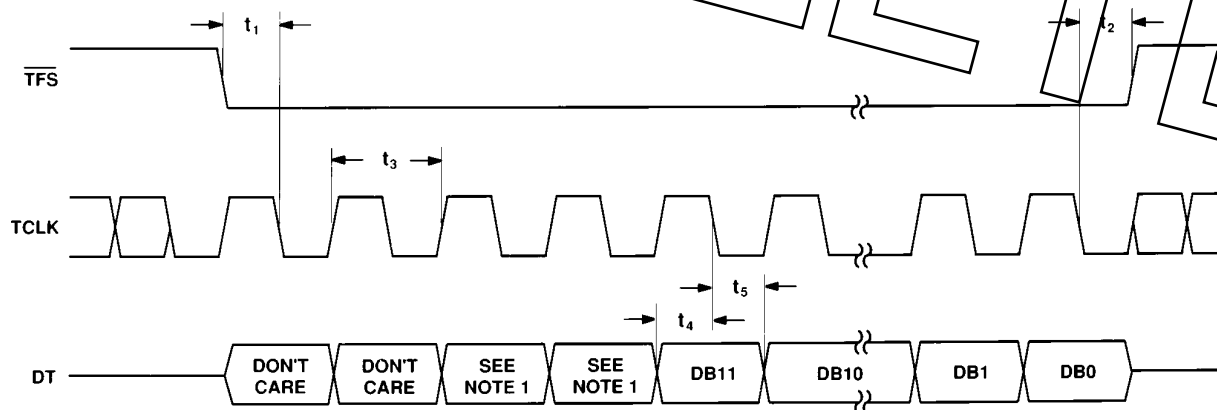 t1
t2
TFS
t3
TCLK
t5
t4
DT
DON'T
CARE
DON'T
CARE
SEE
NOTE 1
SEE
NOTE 1
DB11
DB10
DB1
DB0